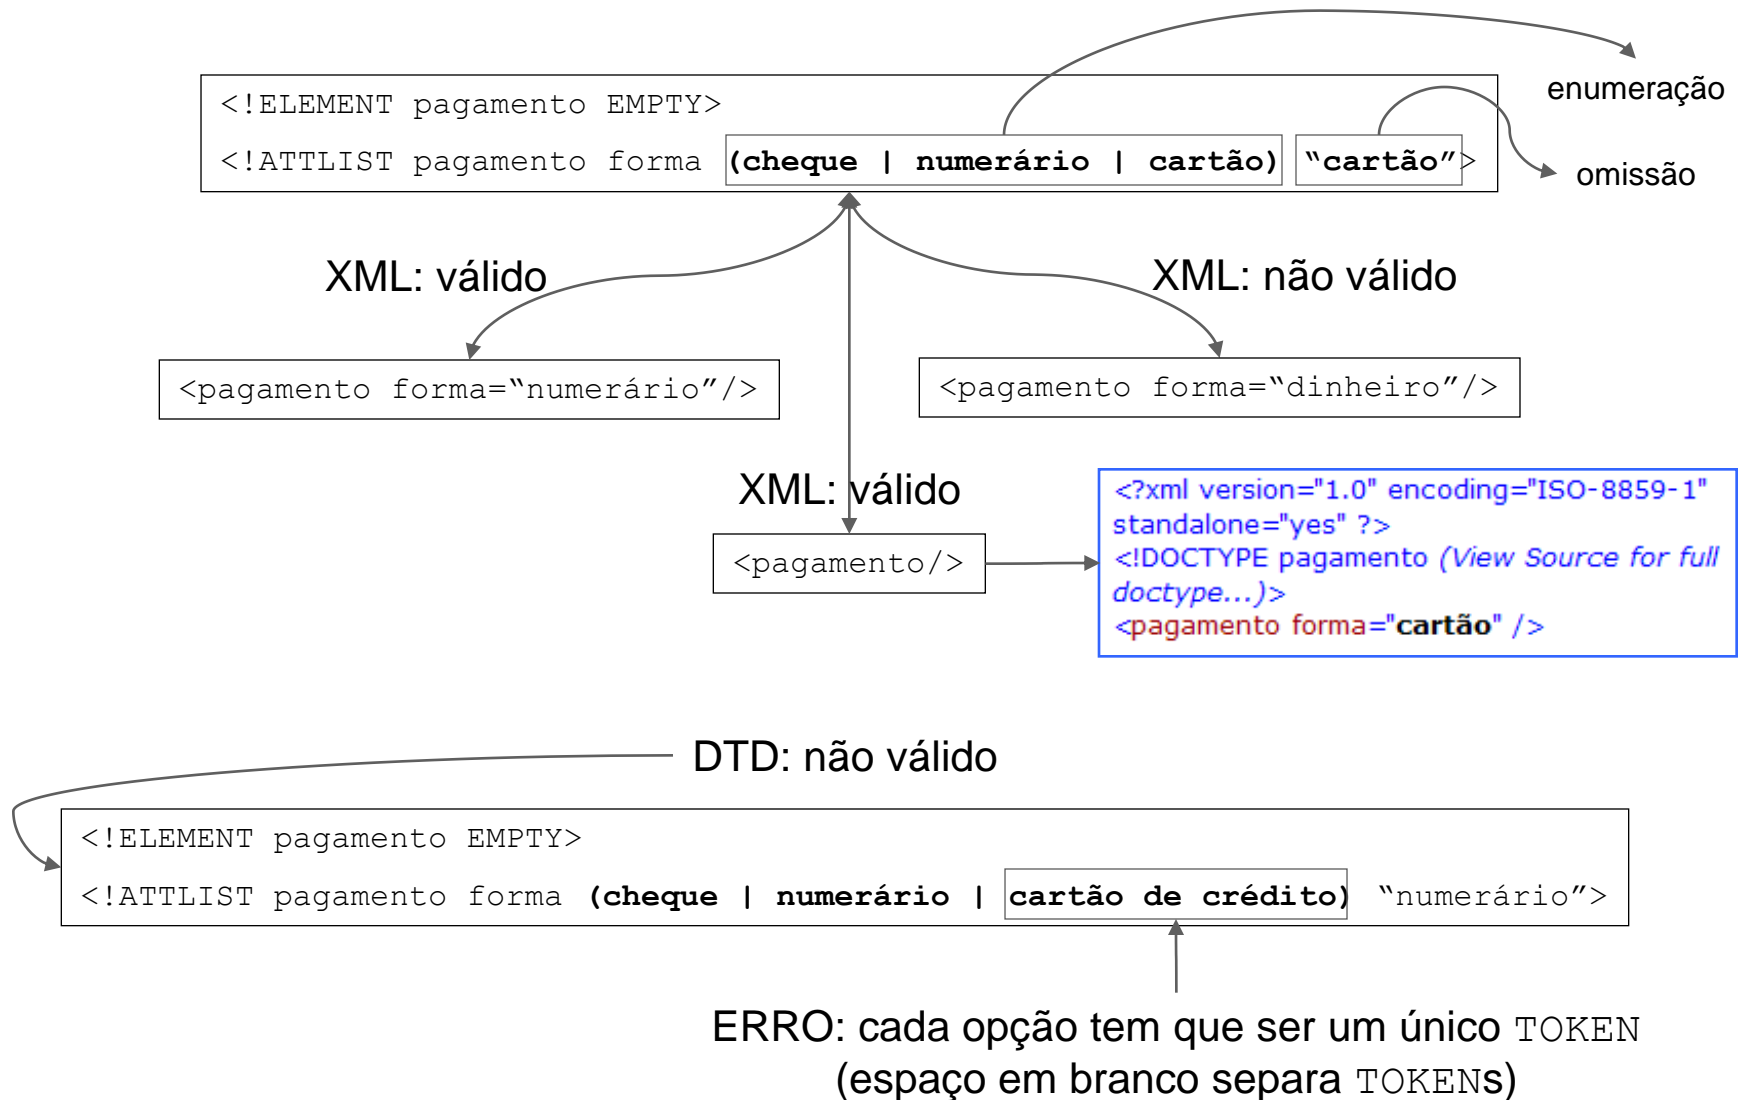 enumeração
<!ELEMENT pagamento EMPTY>
<!ATTLIST pagamento forma (cheque | numerário | cartão) “cartão”>
omissão
XML: válido
XML: não válido
<pagamento forma=“numerário”/>
<pagamento forma=“dinheiro”/>
XML: válido
<pagamento/>
<?xml version="1.0" encoding="ISO-8859-1"
standalone="yes" ?>
<!DOCTYPE pagamento (View Source for full
doctype...)>
<pagamento forma="cartão" />
DTD: não válido
<!ELEMENT pagamento EMPTY>
<!ATTLIST pagamento forma (cheque | numerário | cartão de crédito) “numerário”>
ERRO: cada opção tem que ser um único TOKEN
(espaço em branco separa TOKENs)